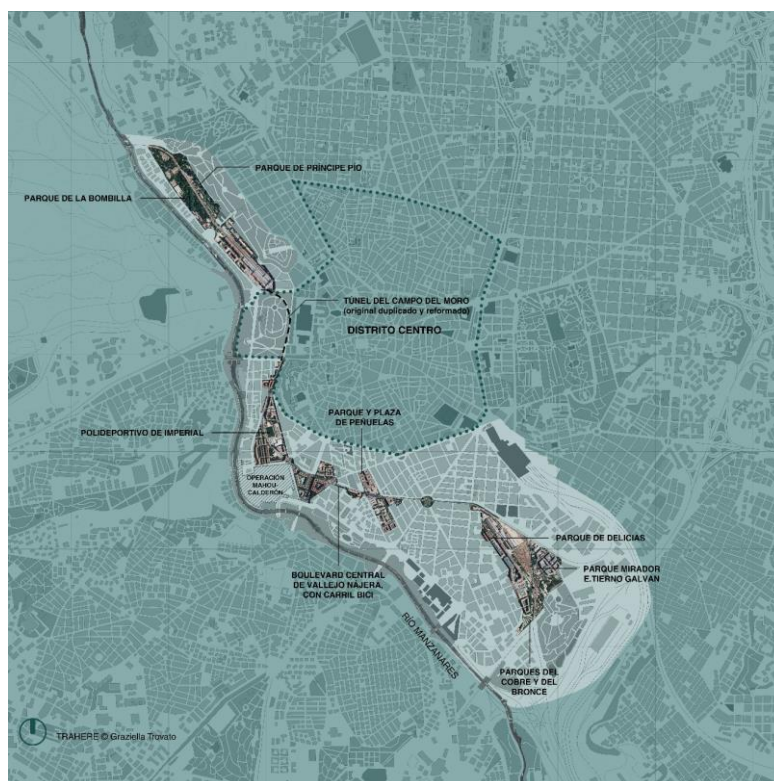 PARQUE DE PRÍNCIPE PÍO
PARQUE DE LA BOMBILLA
TÚNEL DEL CAMPO DEL MORO
(original duplicado y reformado)
DISTRITO CENTRO
PARQUE Y PLAZA
DE PEÑUELAS
POLIDEPORTIVO DE IMPERIAL
OPERACIÓN
MAHOU-
CALDERÓN
PARQUE DE DELICIAS
PARQUE MIRADOR
E.TIERNO GALVÁN
BOULEVARD CENTRAL
DE VALLEJO NÁJERA,
CON CARRIL BICI
RÍO MANZANARES
PARQUES DEL
COBRE Y DEL
BRONCE
TRAHERE © Graziella Trovato